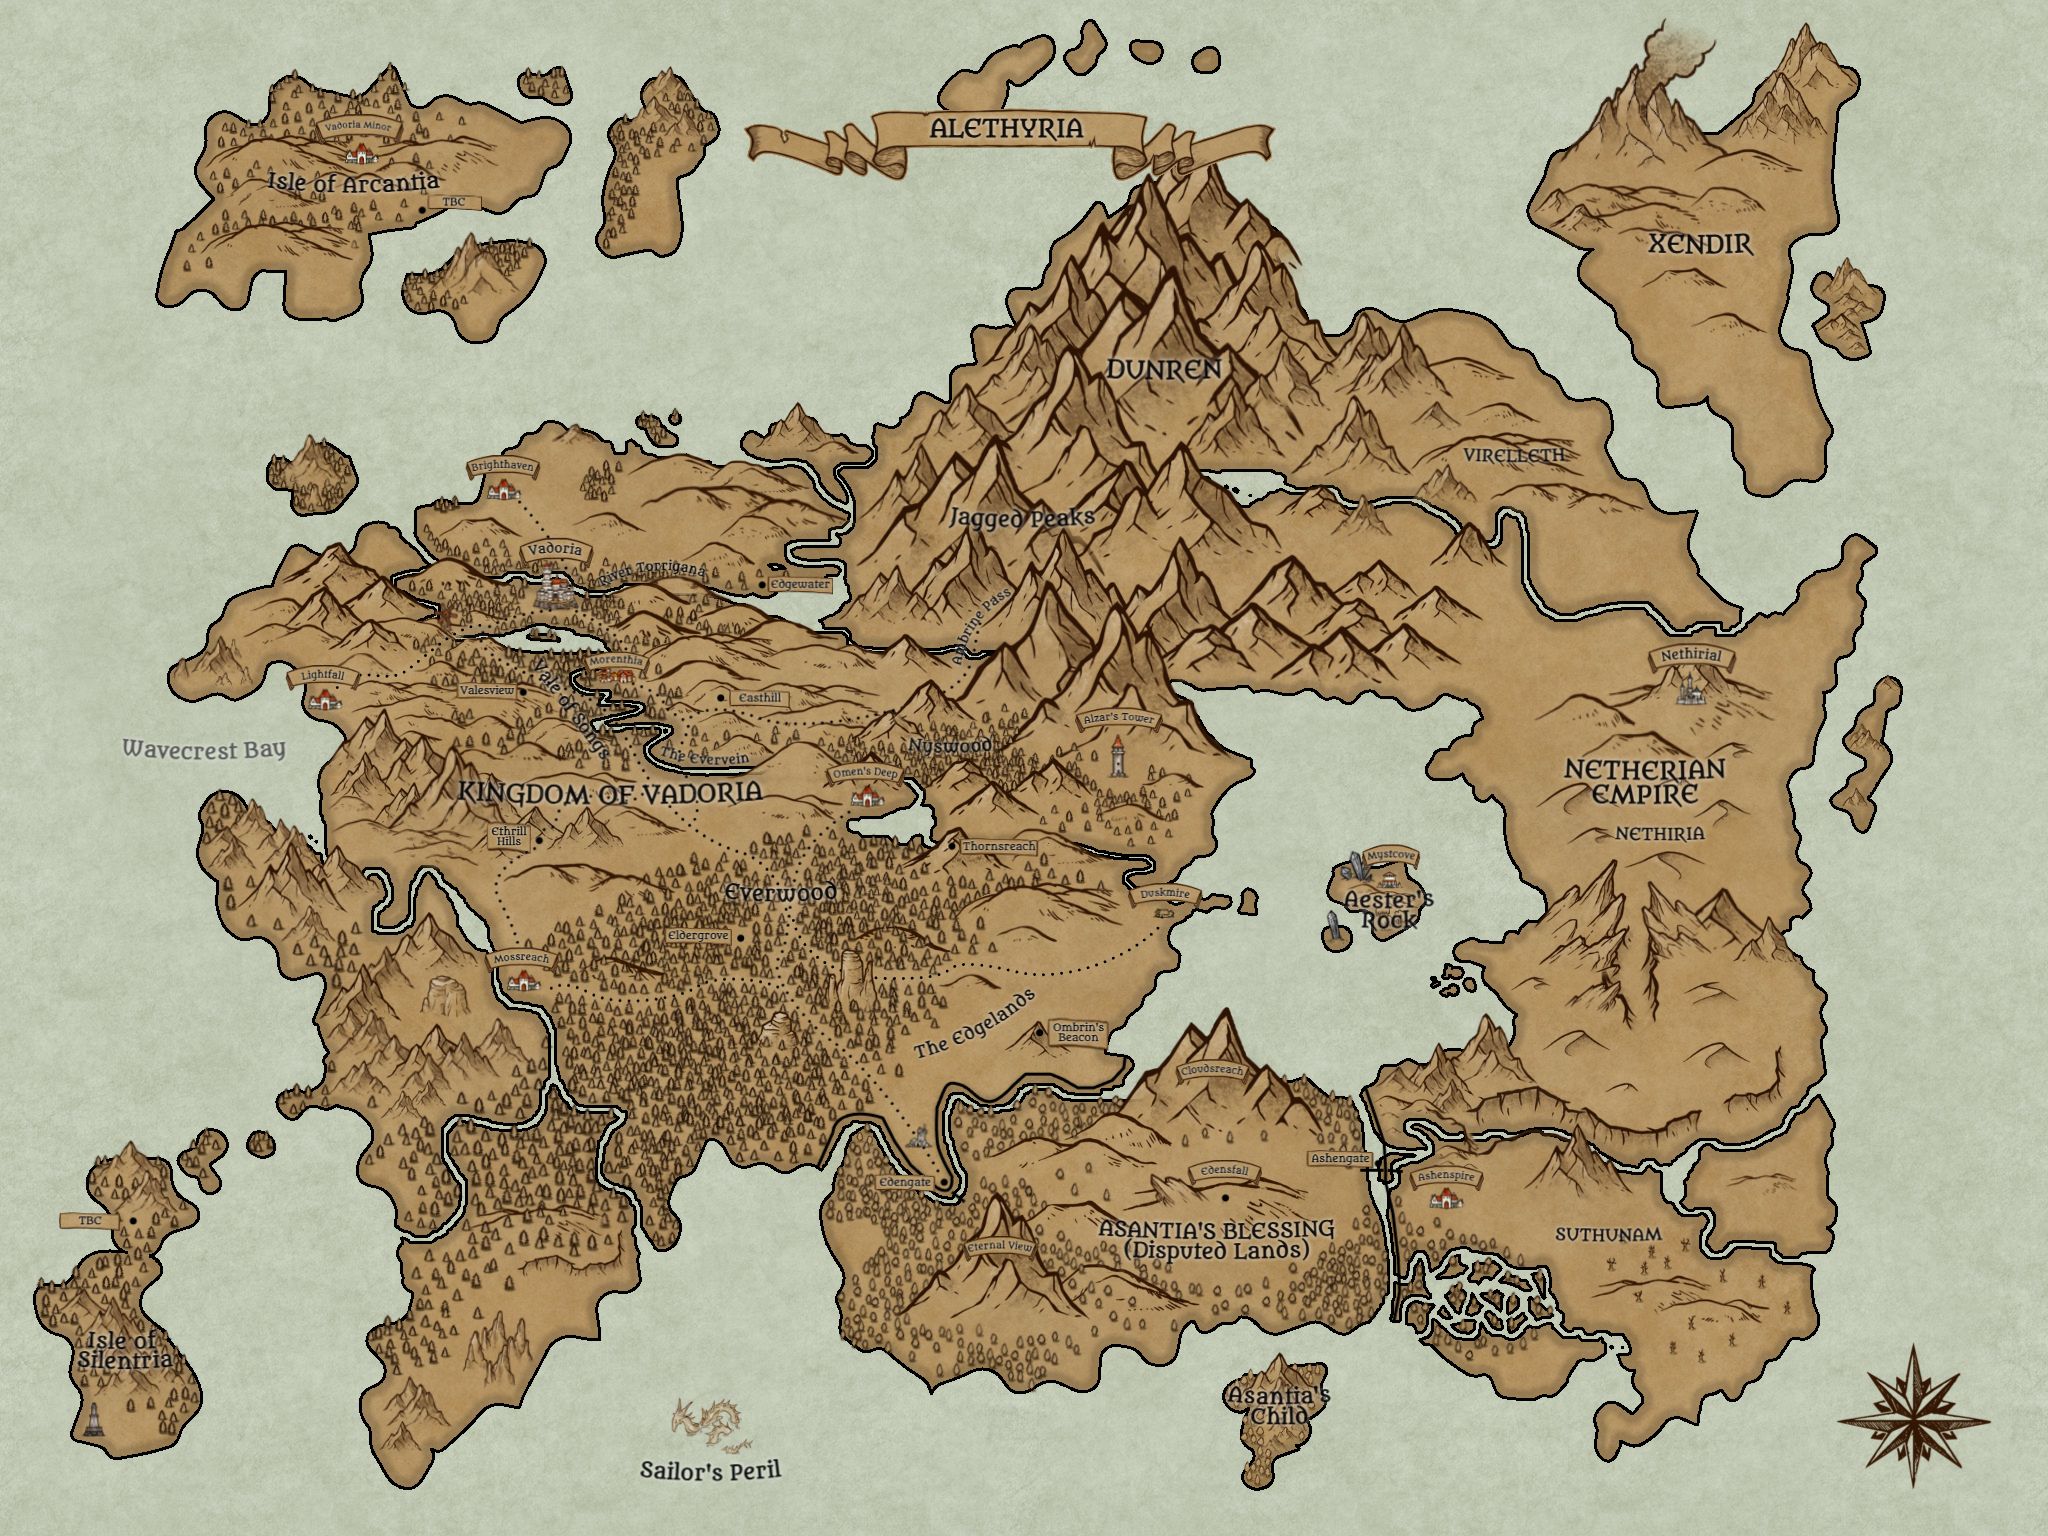 ALETHYRIA
Vadoria Minor
Isle of Arcantia
TBC
XENDIR
DUNREN
VIRELLETH
Brighthaven
Jagged Peaks
Vadoria
River Torrigana
Edgewater
Ambrine Pass
Lightfall
Valesview
Morenthia
Easthill
Vale of Songs
Nethirial
Wavecrest Bay
The Evervein
Nyswood
Alzar's Tower
Omen's Deep
KINGDOM OF VADORIA
NETHERIAN
EMPIRE
NETHIRIA
Ethrill
Hills
Thornsreach
Mystcove
Everwood
Duskmire
Aester's
Rock
Eldergrove
Mossreach
The Edgelands
Ombrin's
Beacon
Cloudsreach
Ashengate
Edensfall
Ashenspire
Edengate
TBC
ASANTIA'S BLESSING
(Disputed Lands)
Eternal View
SUTHUNAM
Isle of
Silentria
Asantia's
Child
Sailor's Peril